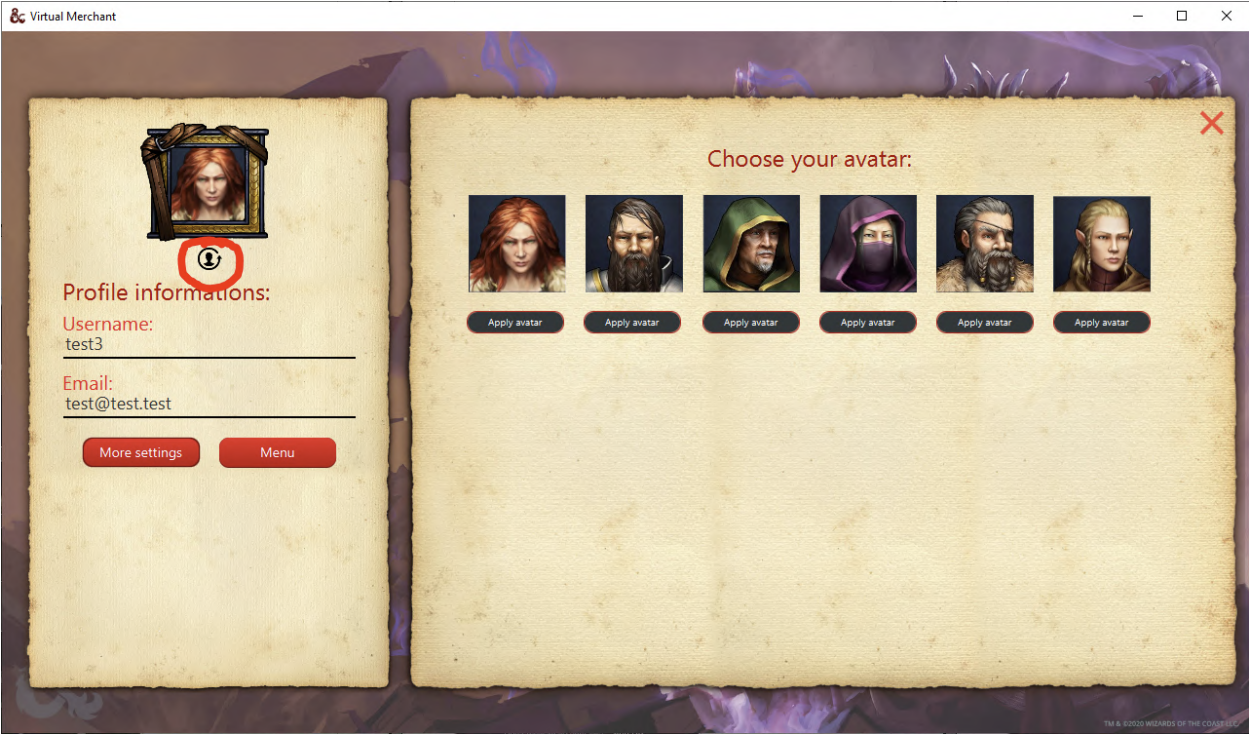 Virtual Merchant
Choose your avatar:
Profile informations:
Username:
test3
Email:
test@test.test
More settings
Menu
Apply avatar
Apply avatar
Apply avatar
Apply avatar
Apply avatar
Apply avatar
TM & ©2020 WIZARDS OF THE COAST LLC.